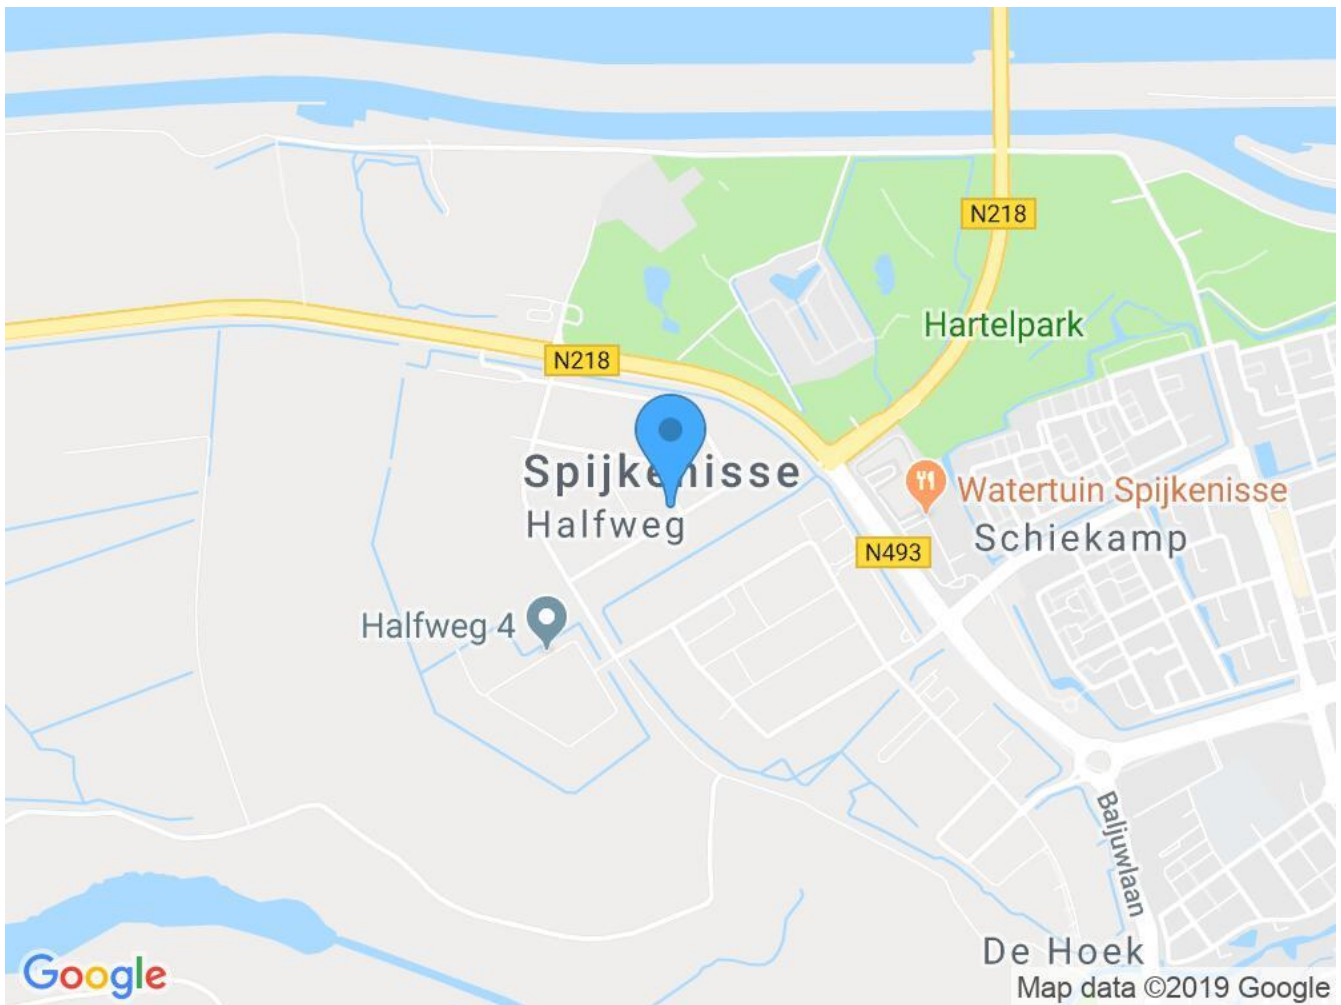 N218
Hartelpark
N218
Spijkenisse
Halfweg
Watertuin Spijkenisse
Schiekamp
N493
Halfweg 4
Baljuwlaan
De Hoek
Google
Map data ©2019 Google